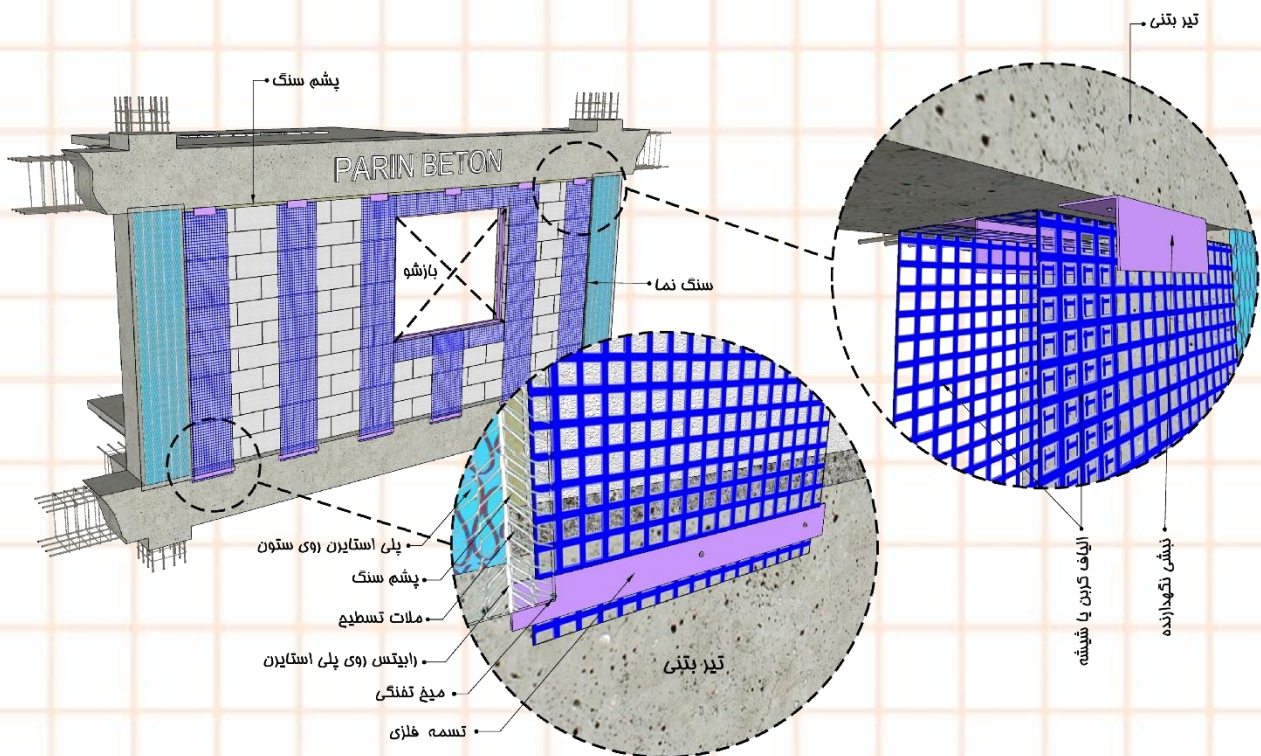 تیر بتنی
پشم سنگ
PARIN BETON
بازشو
سنگ نما
پلی استایرن روی ستون
پشم سنگ
ملات تسطیح
رابیتس روی پلی استایرن
میخ تفنگی
تسمه فلزی
تیر بتنی
الیاف کربن یا شیشه
نبشی نگهدارنده